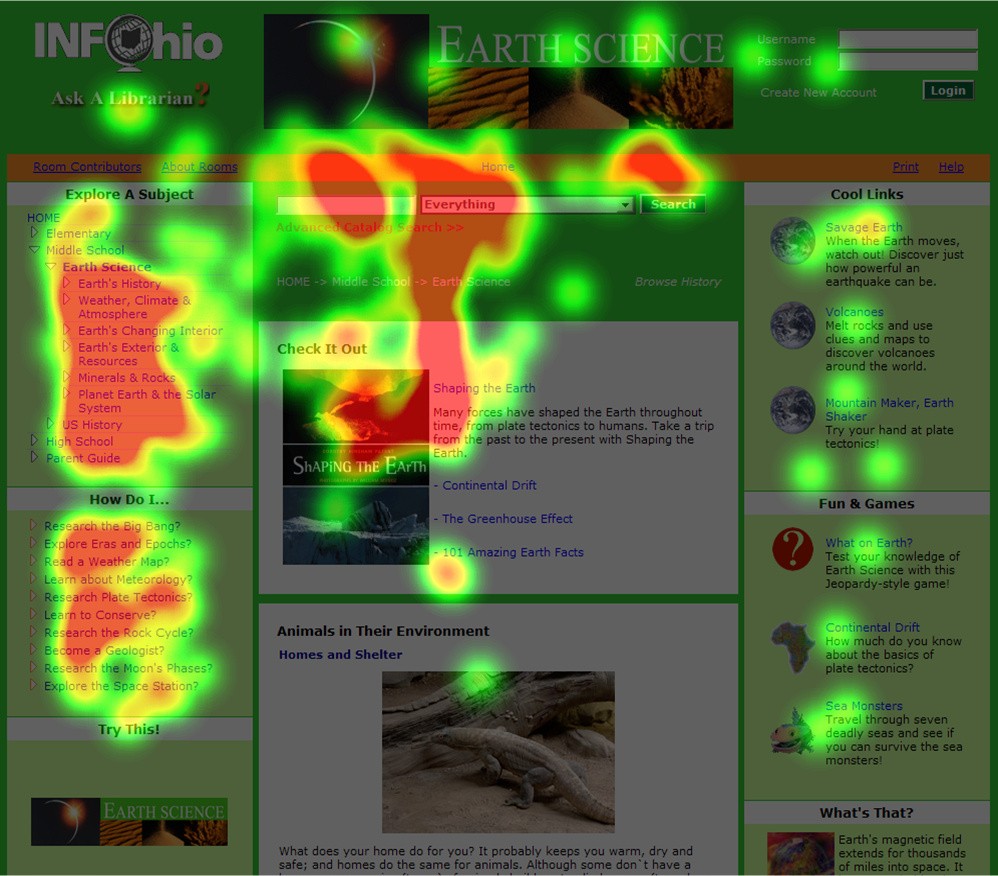 INFOhio
Ask A Librarian?
EARTH SCIENCE
Username
Password
Create New Account
Login
Room Contributors
About Rooms
Home
Print
Help
Explore A Subject
HOME
Elementary
Middle School
Earth Science
Earth's History
Weather, Climate &
Atmosphere
Earth's Changing Interior
Earth's Exterior &
Resources
Minerals & Rocks
Planet Earth & the Solar
System
US History
High School
Parent Guide
How Do I...
Research the Big Bang?
Explore Eras and Epochs?
Read a Weather Map?
Learn about Meteorology?
Research Plate Tectonics?
Learn to Conserve?
Research the Rock Cycle?
Become a Geologist?
Research the Moon's Phases?
Explore the Space Station?
Try This!
EARTH SCIENCE
Everything
Search
Advanced Catalog Search >>
HOME -> Middle School -> Earth Science
Browse History
Check It Out
SHAPING THE EARTH
Shaping the Earth
Many forces have shaped the Earth throughout
time, from plate tectonics to humans. Take a trip
from the past to the present with Shaping the
Earth.
- Continental Drift
- The Greenhouse Effect
- 101 Amazing Earth Facts
Animals in Their Environment
Homes and Shelter
What does your home do for you? It probably keeps you warm, dry and
safe; and homes do the same for animals. Although some don`t have a
Cool Links
Savage Earth
When the Earth moves,
watch out! Discover just
how powerful an
earthquake can be.
Volcanoes
Melt rocks and use
clues and maps to
discover volcanoes
around the world.
Mountain Maker, Earth
Shaker
Try your hand at plate
tectonics!
Fun & Games
What on Earth?
Test your knowledge of
Earth Science with this
Jeopardy-style game!
Continental Drift
How much do you know
about the basics of
plate tectonics?
Sea Monsters
Travel through seven
deadly seas and see if
you can survive the sea
monsters!
What's That?
Earth's magnetic field
extends for thousands
of miles into space. It